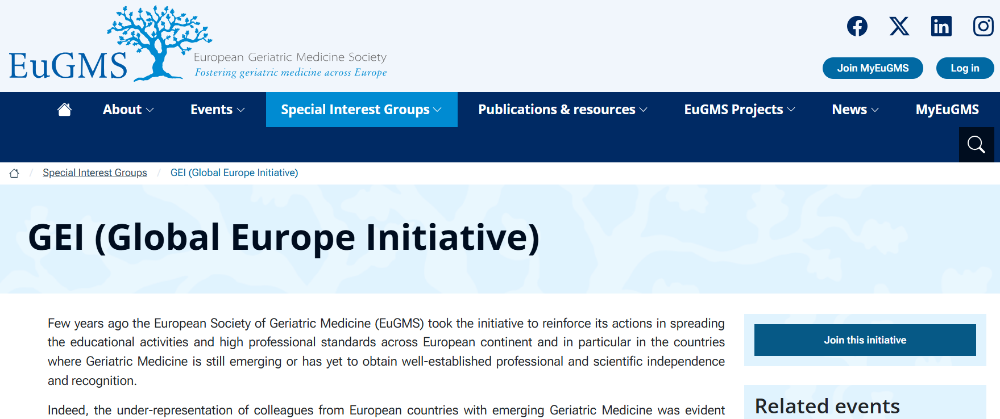 EuGMS
European Geriatric Medicine Society
Fostering geriatric medicine across Europe
Join MyEuGMS
Log in
About
Events
Special Interest Groups
Publications & resources
EuGMS Projects
News
MyEuGMS
/ Special Interest Groups / GEI (Global Europe Initiative)
GEI (Global Europe Initiative)
Few years ago the European Society of Geriatric Medicine (EuGMS) took the initiative to reinforce its actions in spreading
the educational activities and high professional standards across European continent and in particular in the countries
where Geriatric Medicine is still emerging or has yet to obtain well-established professional and scientific independence
and recognition.
Indeed, the under-representation of colleagues from European countries with emerging Geriatric Medicine was evident
Join this initiative
Related events